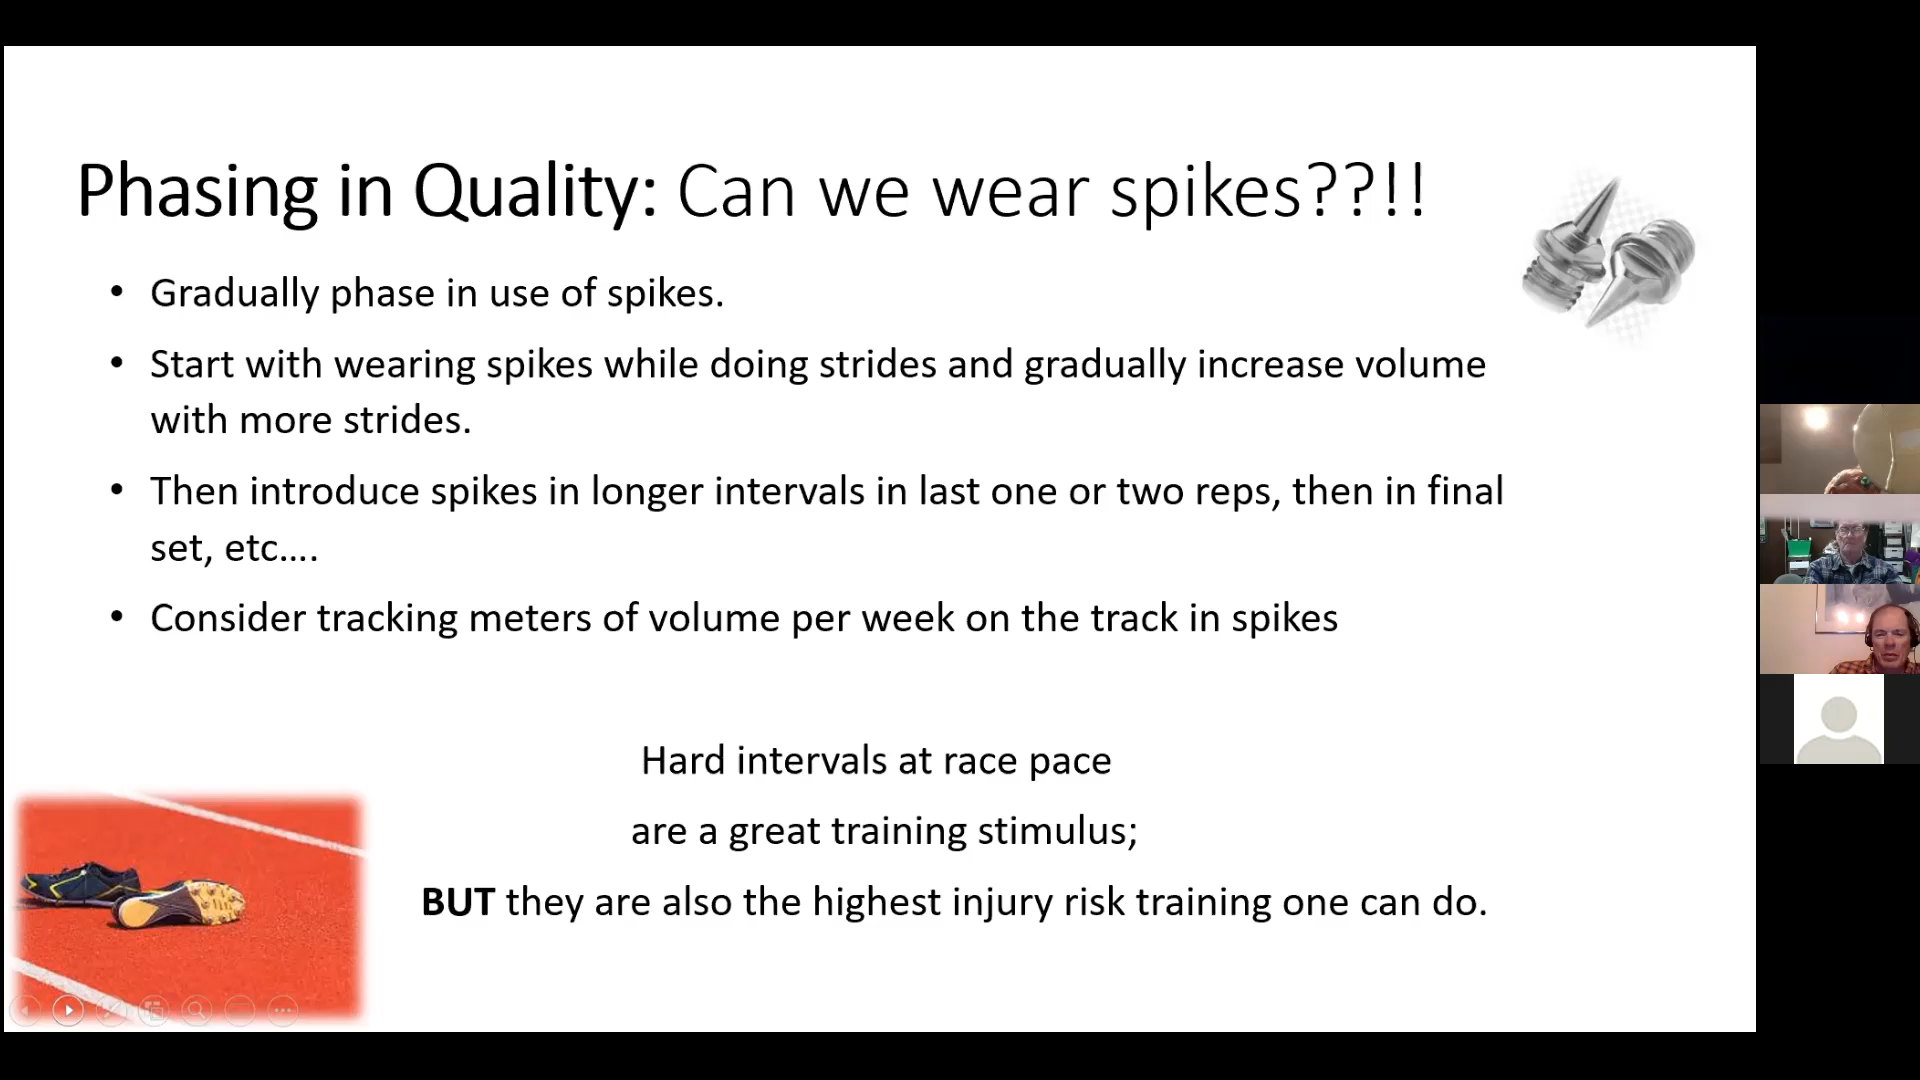 Phasing in Quality: Can we wear spikes??!!
• Gradually phase in use of spikes.
• Start with wearing spikes while doing strides and gradually increase volume
with more strides.
• Then introduce spikes in longer intervals in last one or two reps, then in final
set, etc....
• Consider tracking meters of volume per week on the track in spikes
Hard intervals at race pace
are a great training stimulus;
BUT they are also the highest injury risk training one can do.